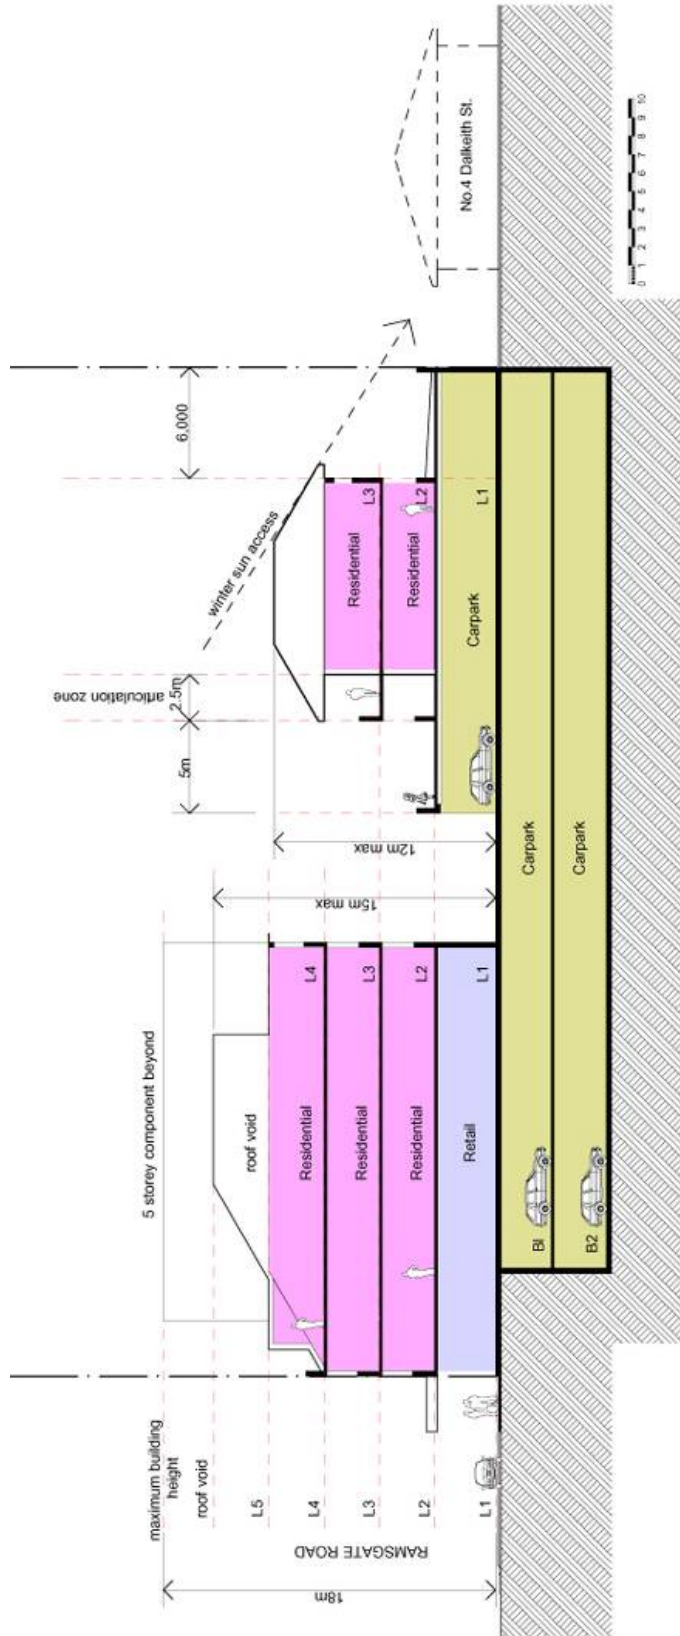 5 storey component beyond
maximum building
height
roof void
L5
L4
L3
L2
L1
RAMSGATE ROAD
18m
roof void
Residential
L4
Residential
L3
Residential
L2
Retail
L1
15m max
12m max
5m
2.5m
articulation zone
winter sun access
6,000
Residential
L3
Residential
L2
Carpark
L1
BI
Carpark
B2
Carpark
No.4 Dalkeith St.
0 1 2 3 4 5 6 7 8 9 10